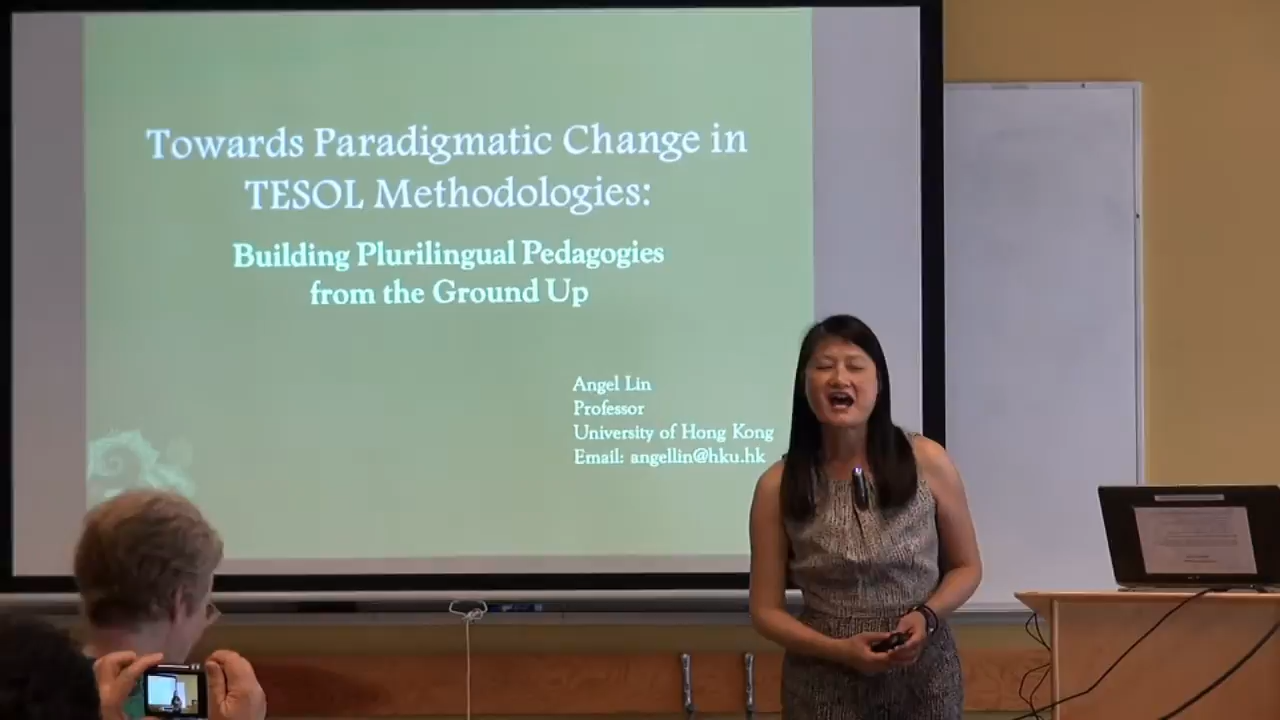 Towards Paradigmatic Change in
TESOL Methodologies:
Building Plurilingual Pedagogies
from the Ground Up
Angel Lin
Professor
University of Hong Kong
Email: angellin@hku.hk